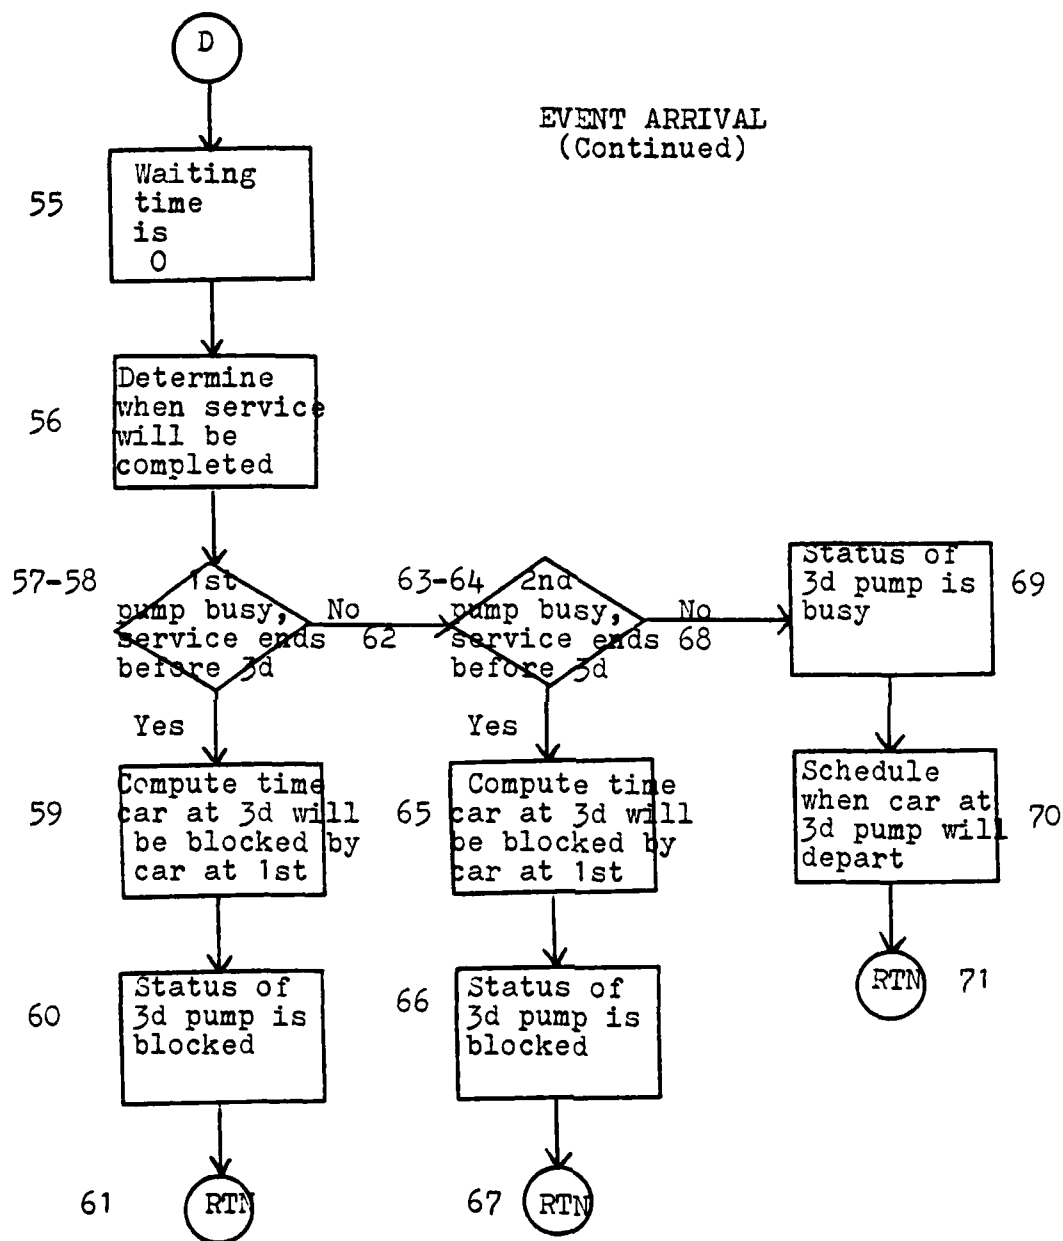 D
EVENT ARRIVAL
(Continued)
55
Waiting
time
is
0
56
Determine
when service
will be
completed
57-58
1st
pump busy,
service ends
before 3d
No
62
63-64
2nd
pump busy,
service ends
before 3d
No
68
Status of
3d pump is
busy
69
Yes
Yes
59
Compute time
car at 3d will
be blocked by
car at 1st
65
Compute time
car at 3d will
be blocked by
car at 1st
Schedule
when car at
3d pump will
depart
70
60
Status of
3d pump is
blocked
66
Status of
3d pump is
blocked
RTN
71
61
RTN
67
RTN